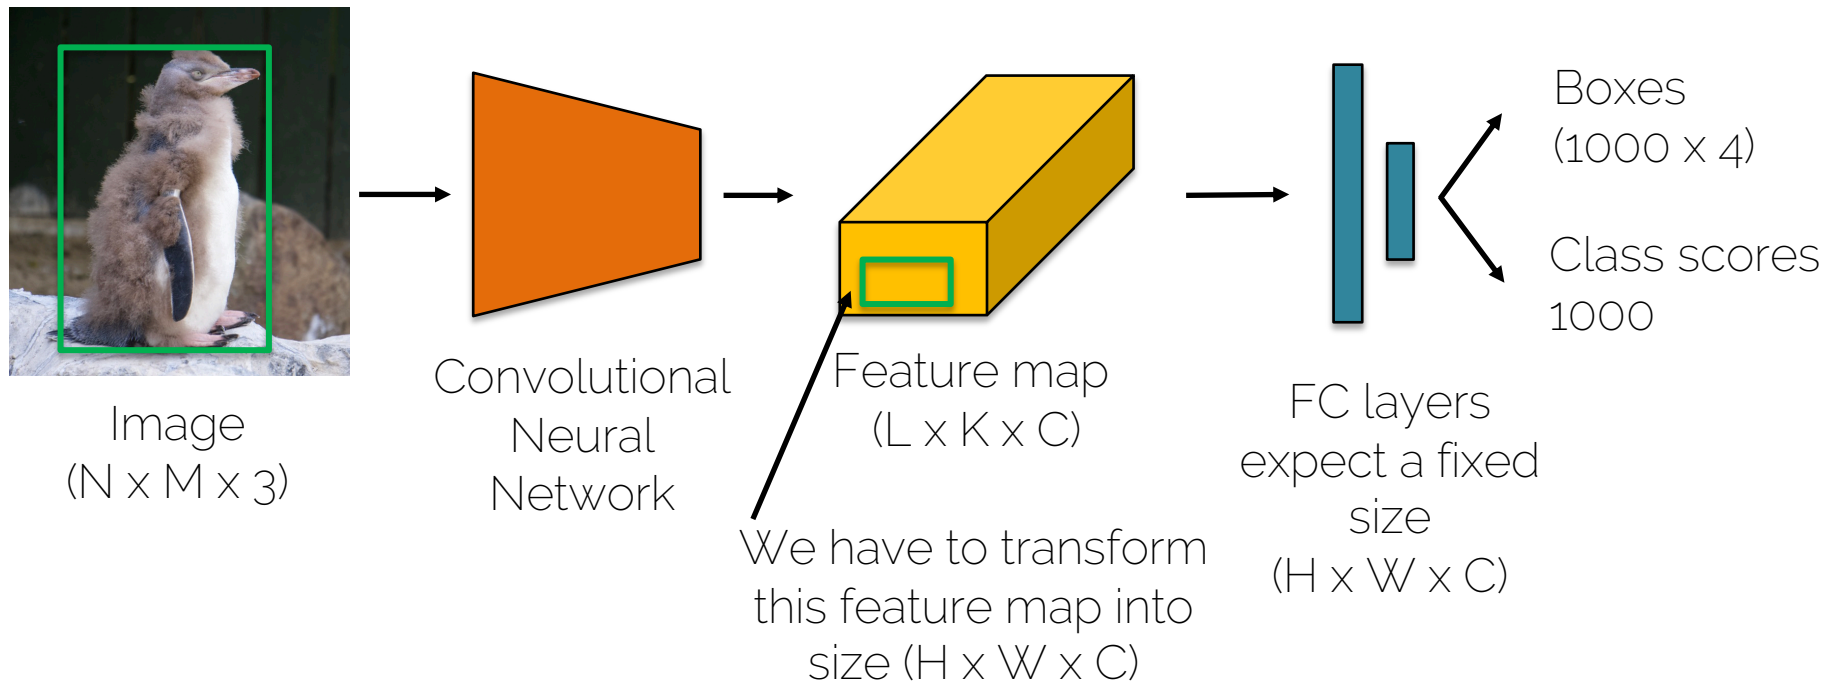 Image
(N x M x 3)
Convolutional
Neural
Network
Feature map
(L x K x C)
We have to transform
this feature map into
size (H x W x C)
FC layers
expect a fixed
size
(H x W x C)
Boxes
(1000 x 4)
Class scores
1000